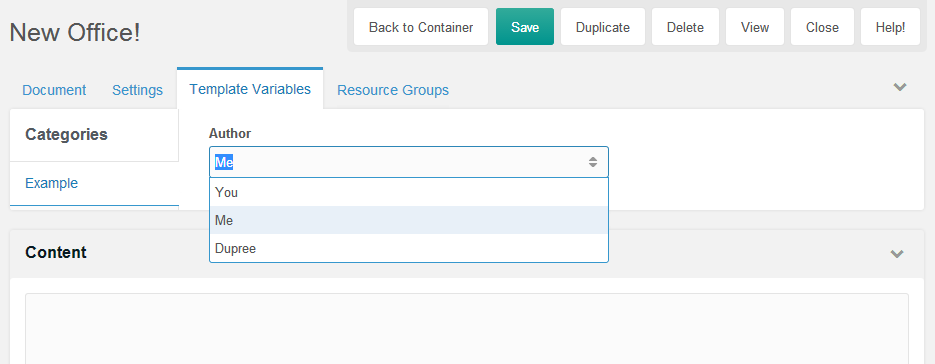 New Office!
Back to Container Save Duplicate Delete View Close Help!
Document Settings Template Variables Resource Groups
Categories
Author
Me
Example
You
Me
Dupree
Content